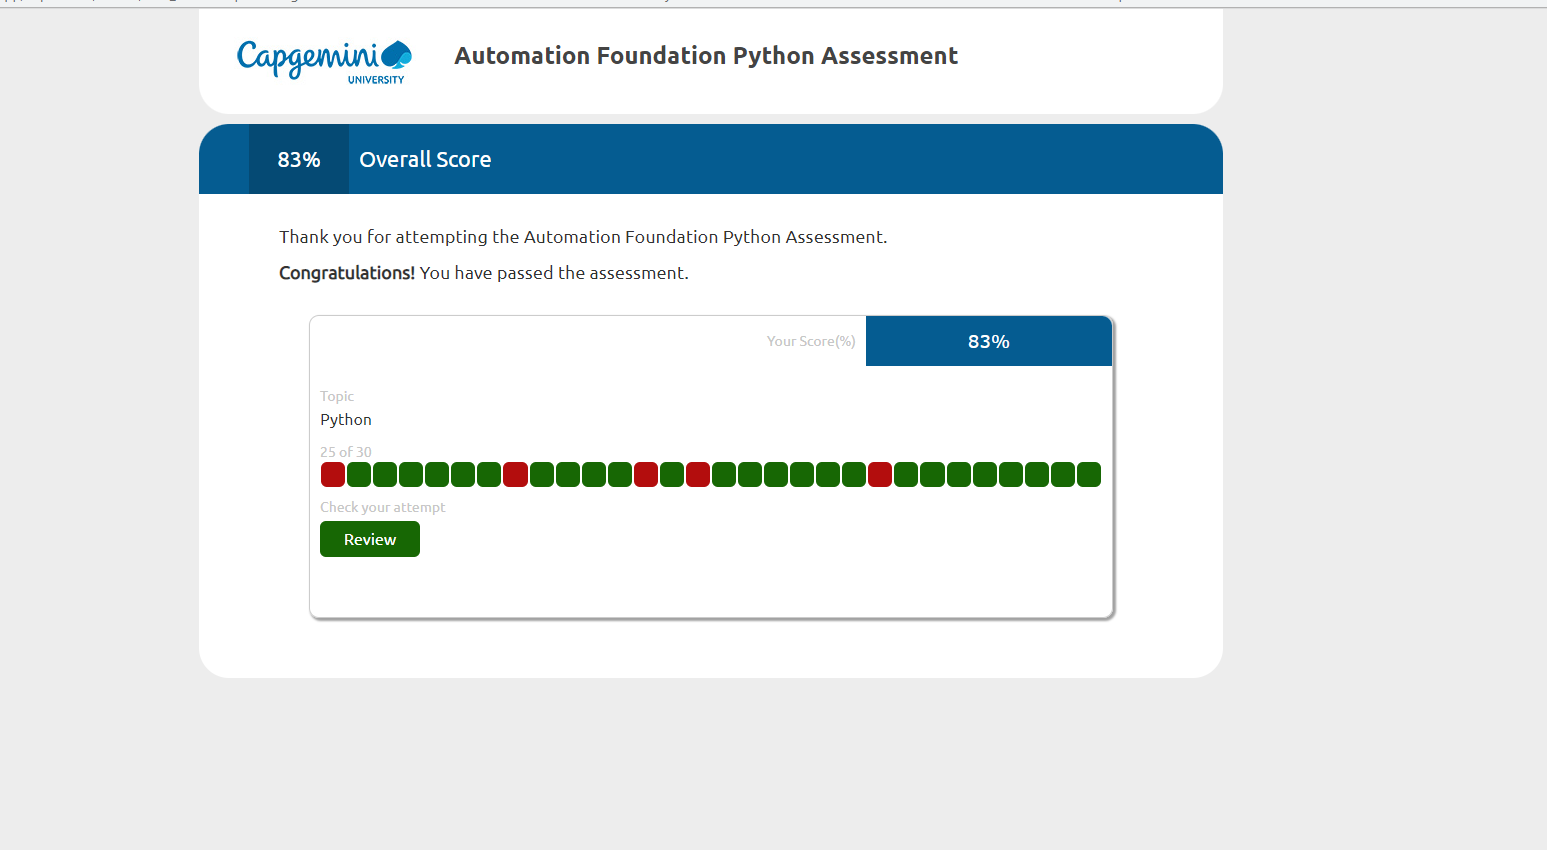 Capgemini
UNIVERSITY
Automation Foundation Python Assessment
83% Overall Score
Thank you for attempting the Automation Foundation Python Assessment.
Congratulations! You have passed the assessment.
Your Score(%) 83%
Topic
Python
25 of 30
Check your attempt
Review